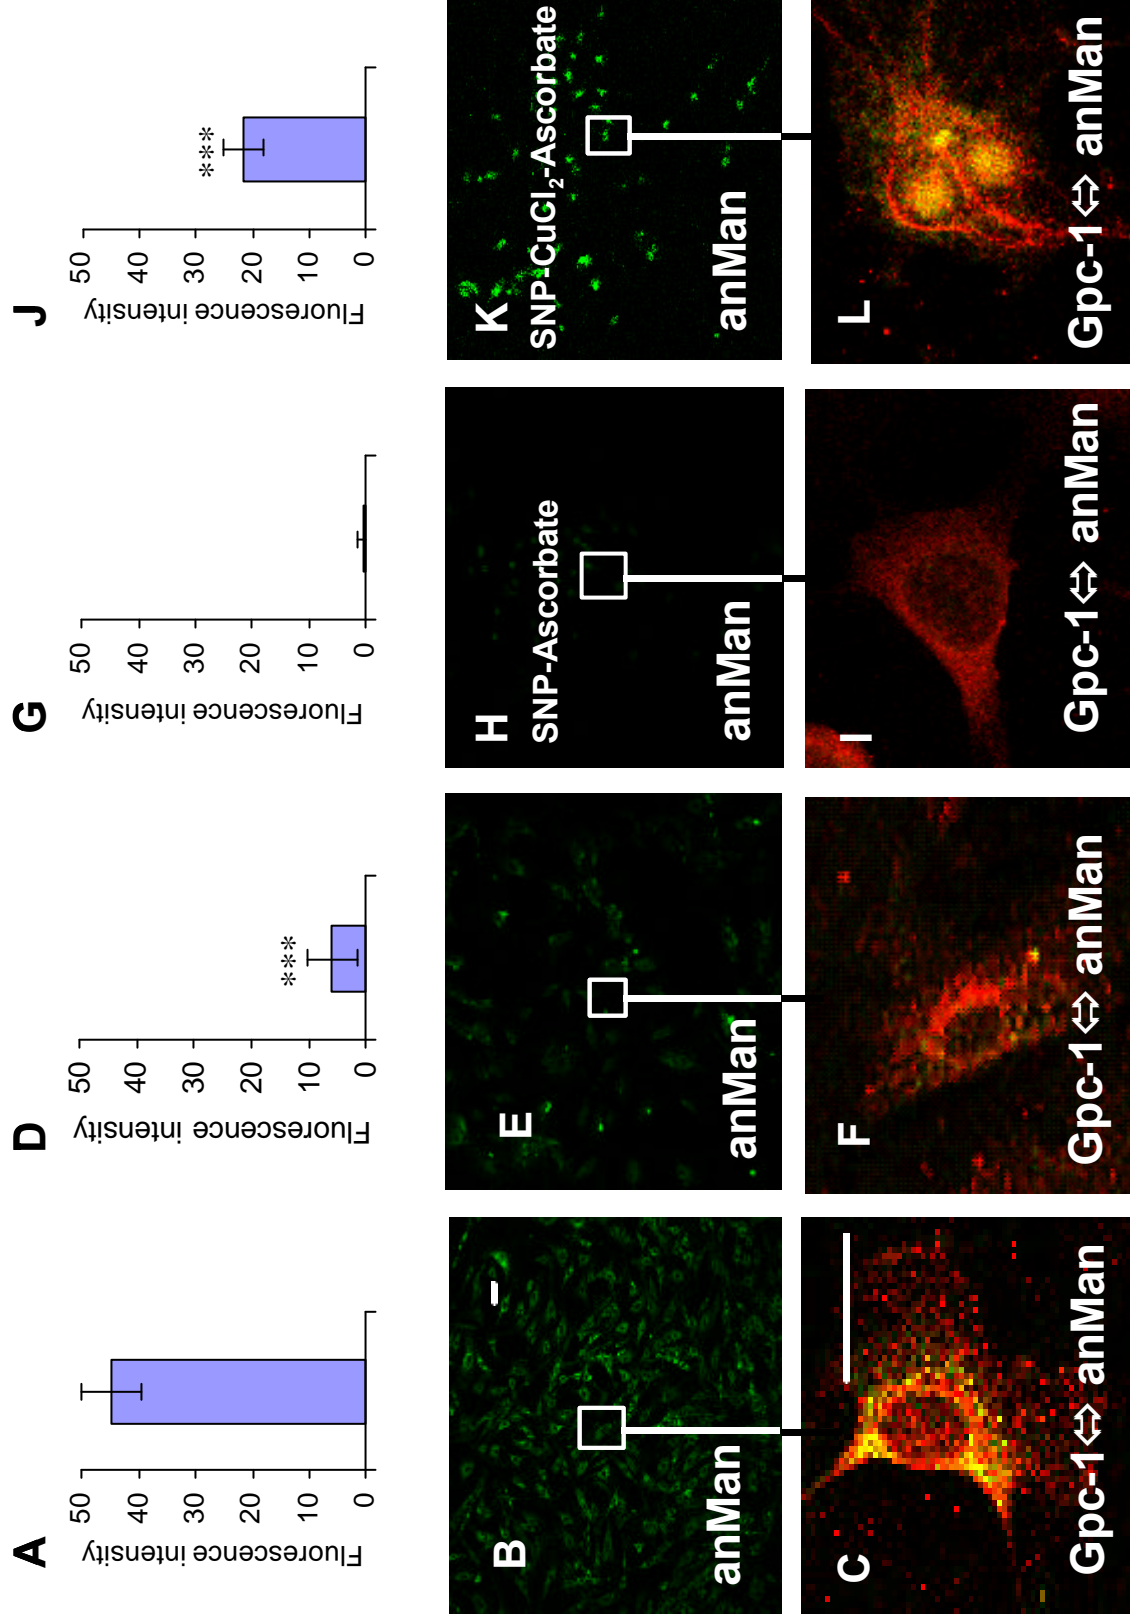 A
50
40
30
20
10
0
Fluorescence intensity
D
50
40
30
20
10
0
Fluorescence intensity
***
G
50
40
30
20
10
0
Fluorescence intensity
J
50
40
30
20
10
0
Fluorescence intensity
***
B
anMan
E
anMan
H
SNP-Ascorbate
anMan
K
SNP-CuCl₂-Ascorbate
anMan
C
Gpc-1⇔ anMan
F
Gpc-1⇔ anMan
I
Gpc-1⇔ anMan
L
Gpc-1⇔ anMan